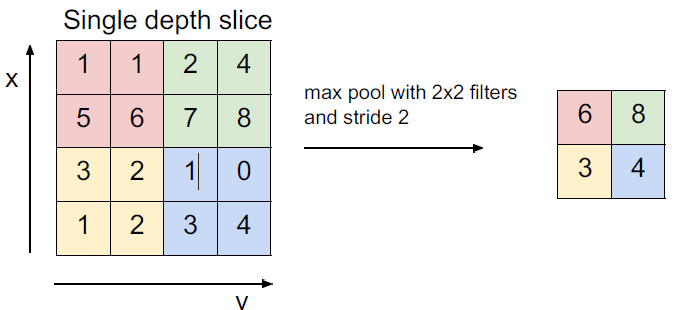 Single depth slice
x
1 1 2 4
5 6 7 8
3 2 1 0
1 2 3 4
v
max pool with 2x2 filters
and stride 2
6 8
3 4